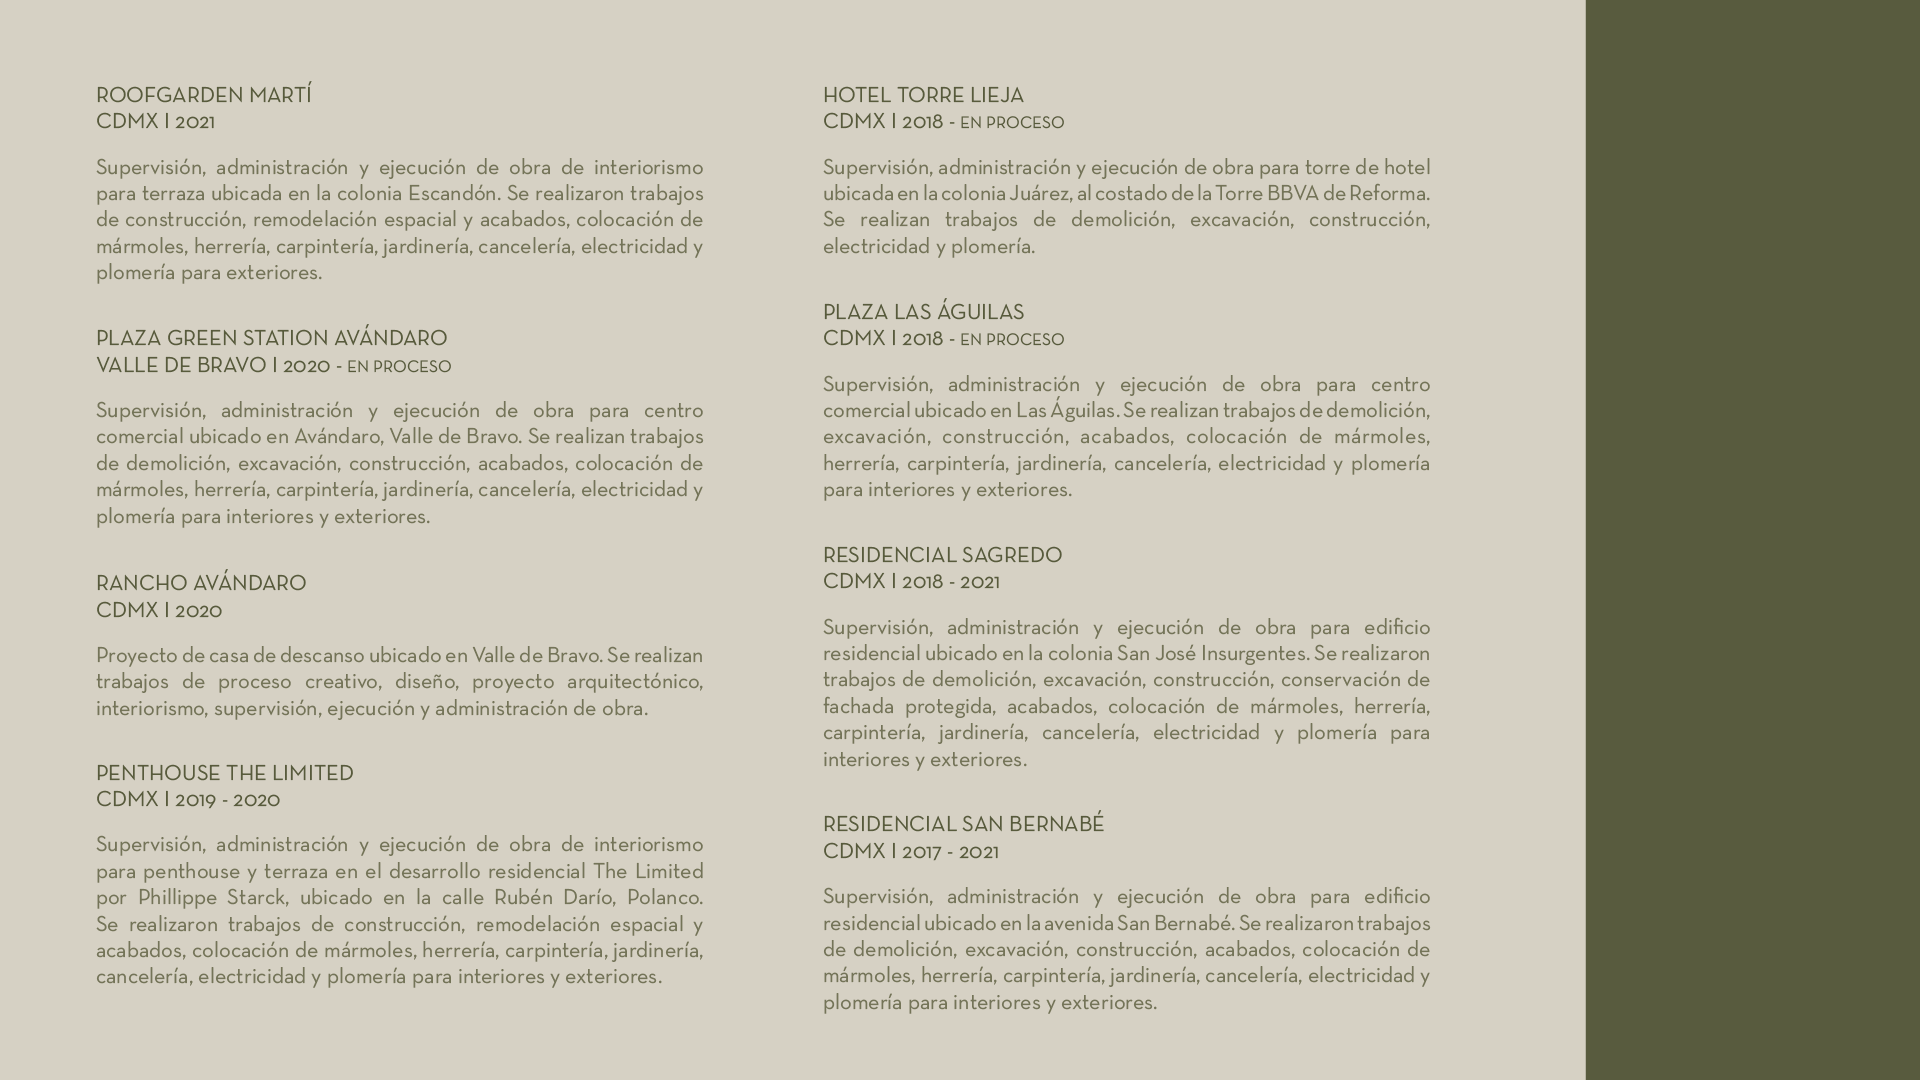 ROOFGARDEN MARTÍ
CDMX I 2021
Supervisión, administración y ejecución de obra de interiorismo
para terraza ubicada en la colonia Escandón. Se realizaron trabajos
de construcción, remodelación espacial y acabados, colocación de
mármoles, herrería, carpintería, jardinería, cancelería, electricidad y
plomería para exteriores.
PLAZA GREEN STATION AVÁNDARO
VALLE DE BRAVO I 2020 - EN PROCESO
Supervisión, administración y ejecución de obra para centro
comercial ubicado en Avándaro, Valle de Bravo. Se realizan trabajos
de demolición, excavación, construcción, acabados, colocación de
mármoles, herrería, carpintería, jardinería, cancelería, electricidad y
plomería para interiores y exteriores.
RANCHO AVÁNDARO
CDMX I 2020
Proyecto de casa de descanso ubicado en Valle de Bravo. Se realizan
trabajos de proceso creativo, diseño, proyecto arquitectónico,
interiorismo, supervisión, ejecución y administración de obra.
PENTHOUSE THE LIMITED
CDMX I 2019 - 2020
Supervisión, administración y ejecución de obra de interiorismo
para penthouse y terraza en el desarrollo residencial The Limited
por Phillippe Starck, ubicado en la calle Rubén Darío, Polanco.
Se realizaron trabajos de construcción, remodelación espacial y
acabados, colocación de mármoles, herrería, carpintería, jardinería,
cancelería, electricidad y plomería para interiores y exteriores.
HOTEL TORRE LIEJA
CDMX I 2018 - EN PROCESO
Supervisión, administración y ejecución de obra para torre de hotel
ubicada en la colonia Juárez, al costado de la Torre BBVA de Reforma.
Se realizan trabajos de demolición, excavación, construcción,
electricidad y plomería.
PLAZA LAS ÁGUILAS
CDMX I 2018 - EN PROCESO
Supervisión, administración y ejecución de obra para centro
comercial ubicado en Las Águilas. Se realizan trabajos de demolición,
excavación, construcción, acabados, colocación de mármoles,
herrería, carpintería, jardinería, cancelería, electricidad y plomería
para interiores y exteriores.
RESIDENCIAL SAGREDO
CDMX I 2018 - 2021
Supervisión, administración y ejecución de obra para edificio
residencial ubicado en la colonia San José Insurgentes. Se realizaron
trabajos de demolición, excavación, construcción, conservación de
fachada protegida, acabados, colocación de mármoles, herrería,
carpintería, jardinería, cancelería, electricidad y plomería para
interiores y exteriores.
RESIDENCIAL SAN BERNABÉ
CDMX I 2017 - 2021
Supervisión, administración y ejecución de obra para edificio
residencial ubicado en la avenida San Bernabé. Se realizaron trabajos
de demolición, excavación, construcción, acabados, colocación de
mármoles, herrería, carpintería, jardinería, cancelería, electricidad y
plomería para interiores y exteriores.